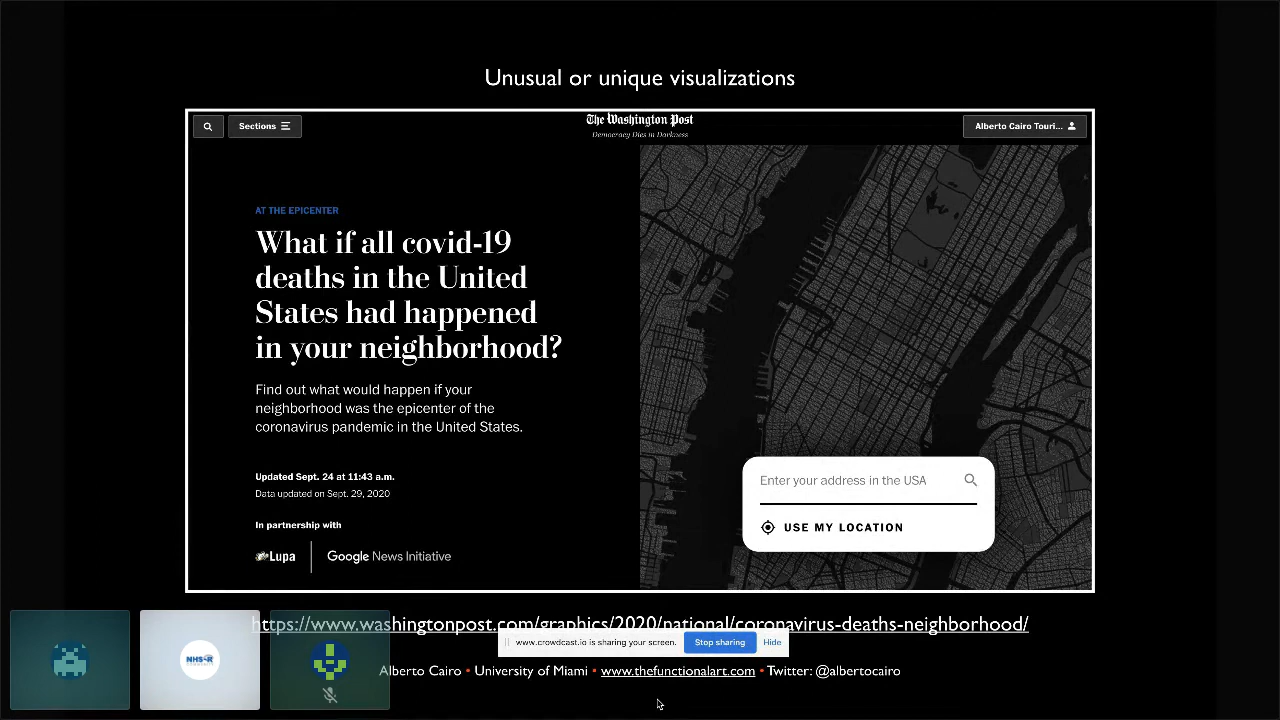 Unusual or unique visualizations
Sections
The Washington Post
Democracy Dies in Darkness
Alberto Cairo Touri...
AT THE EPICENTER
What if all covid-19
deaths in the United
States had happened
in your neighborhood?
Find out what would happen if your
neighborhood was the epicenter of the
coronavirus pandemic in the United States.
Updated Sept. 24 at 11:43 a.m.
Data updated on Sept. 29, 2020
In partnership with
Lupa
Google News Initiative
Enter your address in the USA
USE MY LOCATION
https://www.washingtonpost.com/graphics/2020/national/coronavirus-deaths-neighborhood/
www.crowdcast.io is sharing your screen.
Stop sharing
Hide
Alberto Cairo • University of Miami • www.thefunctionalart.com • Twitter: @albertocairo
NHS-R
COMMUNITY